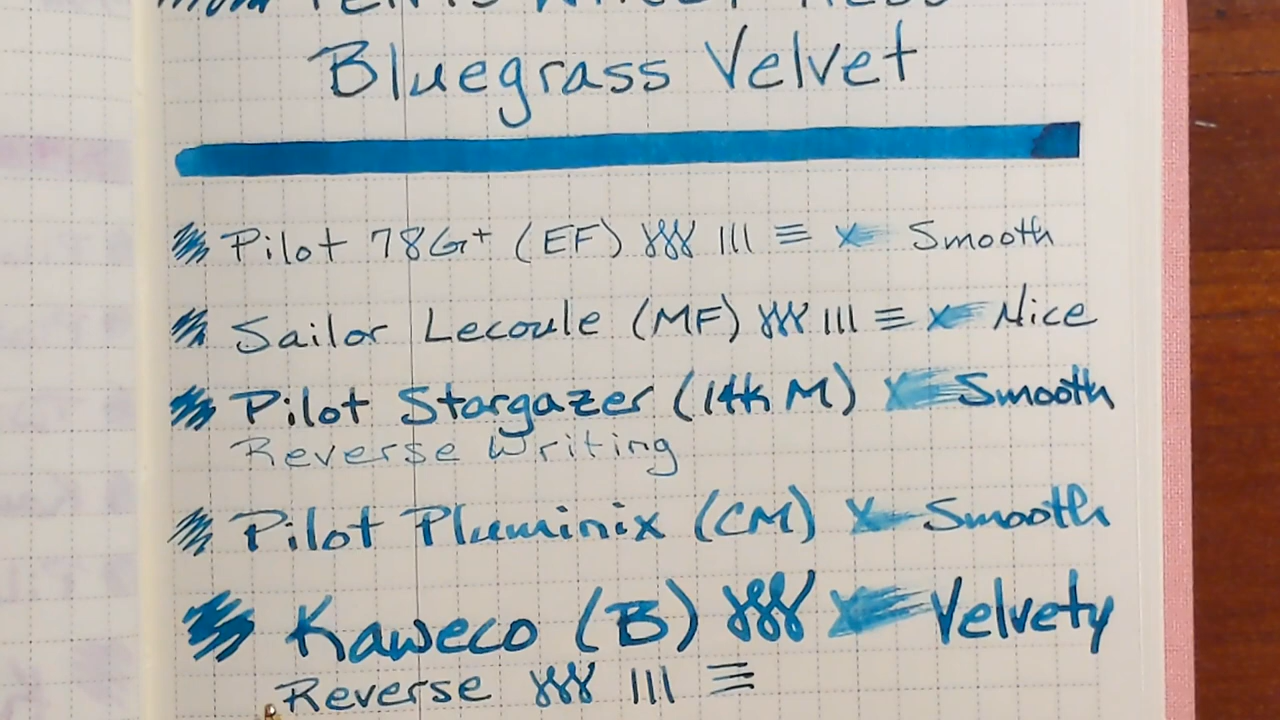 Bluegrass Velvet
Pilot 78G+ (EF) Smooth
Sailor Lecoule (MF) Nice
Pilot Stargazer (14k M) Smooth
Reverse Writing
Pilot Pluminix (CM) Smooth
Kaweco (B) Velvety
Reverse